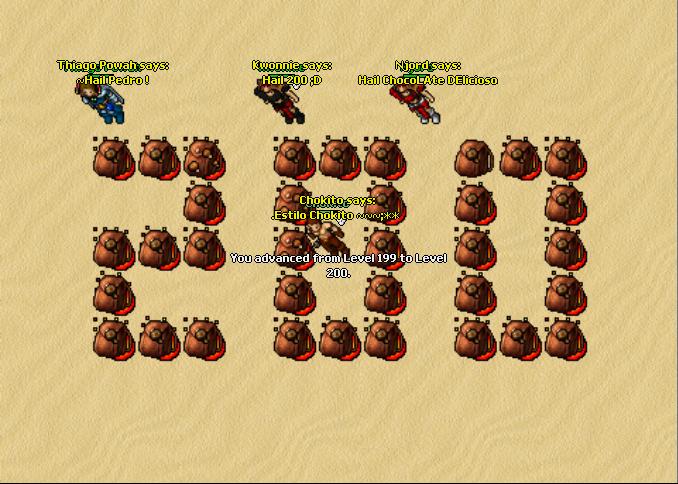 Thiago Powah says:
~Hail Pedro !
Kwonnie says:
Hail 200 ;D
Njord says:
Hail ChocoLAte DElicioso
Chokito says:
.Estilo Chokito ~~~;**
You advanced from Level 199 to Level
200.